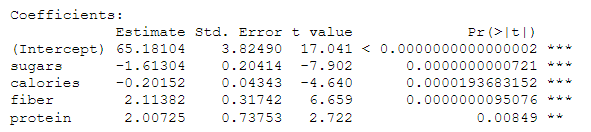 Coefficients:
Estimate Std. Error t value Pr(>|t|)
(Intercept) 65.18104 3.82490 17.041 < 0.0000000000000002 ***
sugars -1.61304 0.20414 -7.902 0.0000000000721 ***
calories -0.20152 0.04343 -4.640 0.0000193683152 ***
fiber 2.11382 0.31742 6.659 0.0000000095076 ***
protein 2.00725 0.73753 2.722 0.00849 **